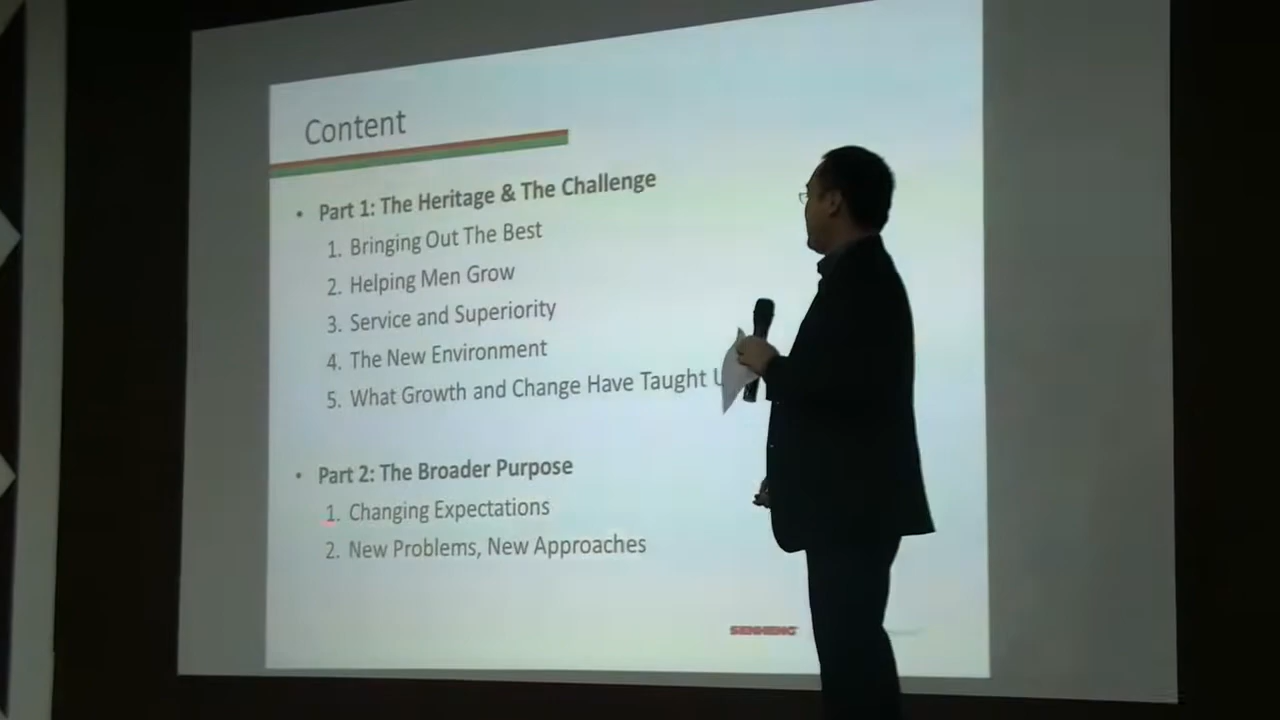 Content
• Part 1: The Heritage & The Challenge
1. Bringing Out The Best
2. Helping Men Grow
3. Service and Superiority
4. The New Environment
5. What Growth and Change Have Taught
• Part 2: The Broader Purpose
1. Changing Expectations
2. New Problems, New Approaches
SENHENG